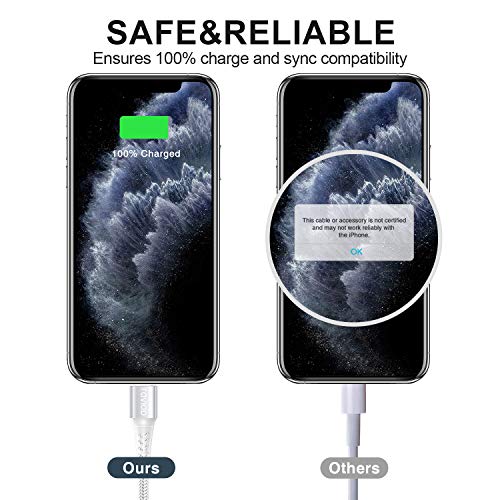 SAFE&RELIABLE
Ensures 100% charge and sync compatibility
100% Charged
This cable or accessory is not certified
and may not work reliably with
the iPhone.
OK
Ours
Others